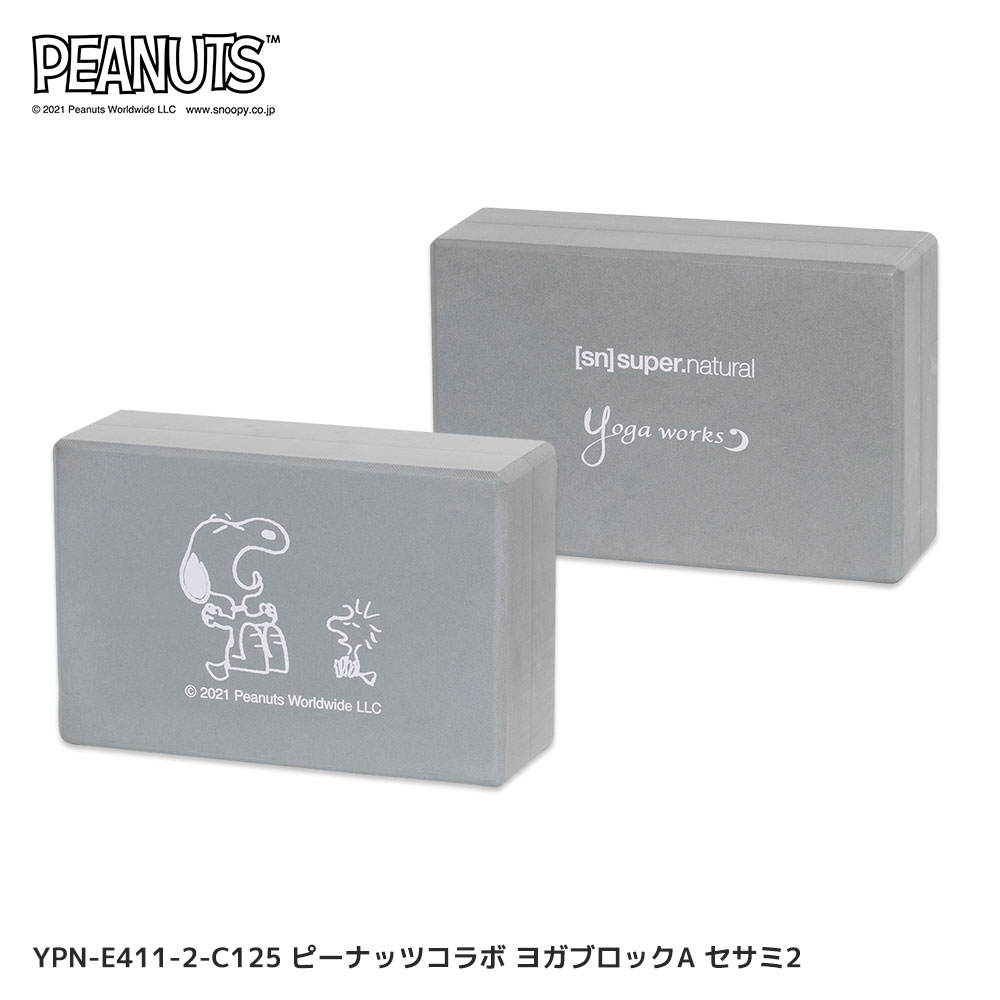 PEANUTS™
© 2021 Peanuts Worldwide LLC www.snoopy.co.jp
[sn]super.natural
Yoga works
© 2021 Peanuts Worldwide LLC
YPN-E411-2-C125 ピーナッツコラボ ヨガブロックA セサミ2